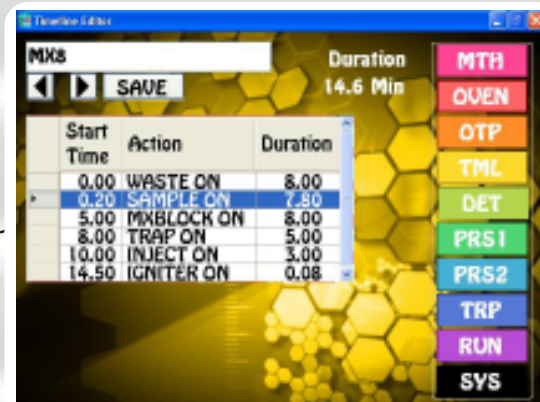 Timeline Editor
MX8
Duration
14.6 Min
SAVE
Start Time Action Duration
0.00 WASTE ON 8.00
0.20 SAMPLE ON 7.80
5.00 MXBLOCK ON 8.00
8.00 TRAP ON 5.00
10.00 INJECT ON 3.00
14.50 IGNITER ON 0.08
MTH
OVEN
OTP
TML
DET
PRS1
PRS2
TRP
RUN
SYS